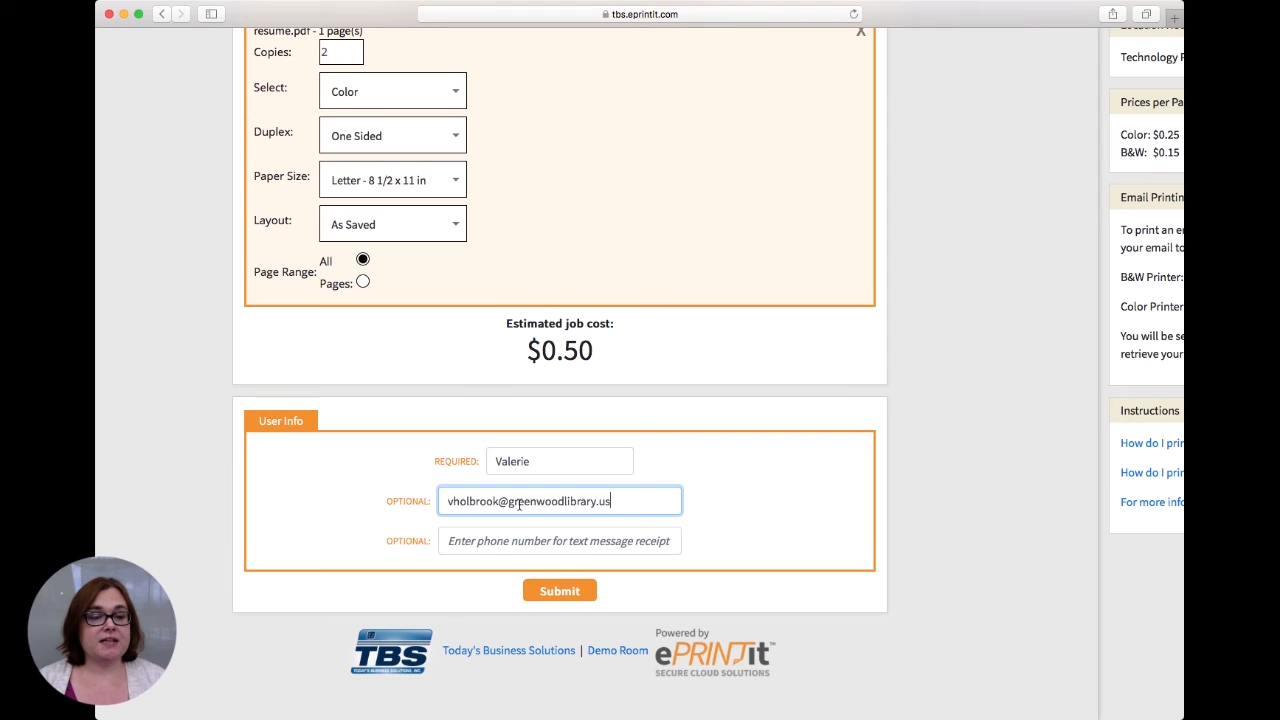 tbs.eprintit.com
resume.pdf - 1 page(s)
X
Copies: 2
Select: Color
Duplex: One Sided
Paper Size: Letter - 8 1/2 x 11 in
Layout: As Saved
Page Range: All
Pages:
Estimated job cost:
$0.50
User Info
REQUIRED: Valerie
OPTIONAL: vholbrook@greenwoodlibrary.us
OPTIONAL: Enter phone number for text message receipt
Submit
TBS
TODAY'S BUSINESS SOLUTIONS, INC.
Today's Business Solutions | Demo Room
Powered by
ePRINTit™
SECURE CLOUD SOLUTIONS
Technology
Prices per Pa
Color: $0.25
B&W: $0.15
Email Printin
To print an e
your email to
B&W Printer:
Color Printer
You will be se
retrieve your
Instructions
How do I prin
How do I prin
For more info